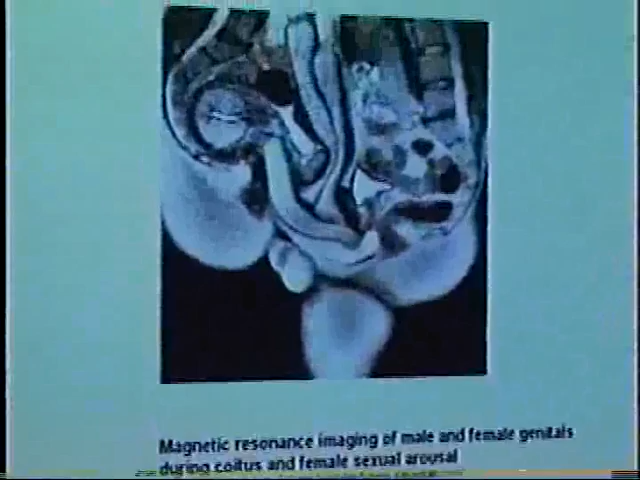 Magnetic resonance imaging of male and female genitals
during coitus and female sexual arousal